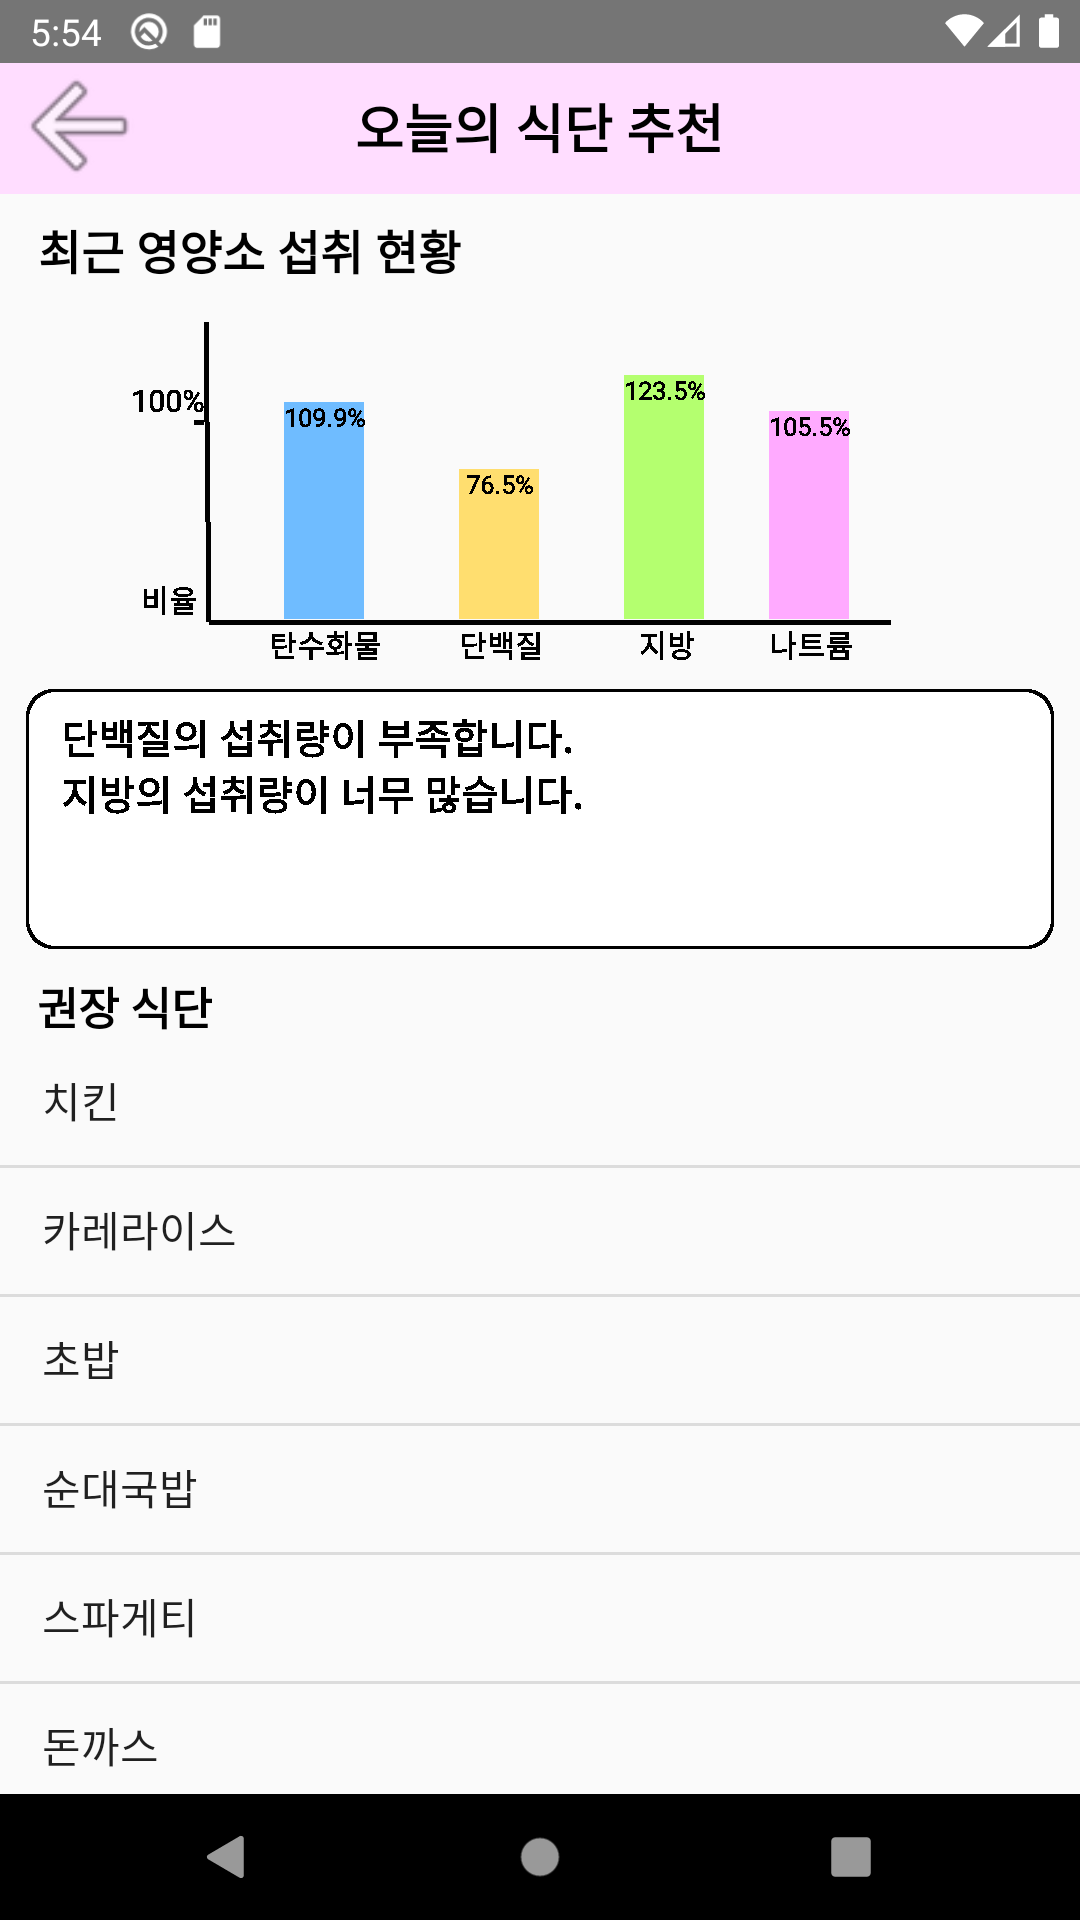 5:54
오늘의 식단 추천
최근 영양소 섭취 현황
100%
비율
109.9%
76.5%
123.5%
105.5%
탄수화물 단백질 지방 나트륨
단백질의 섭취량이 부족합니다.
지방의 섭취량이 너무 많습니다.
권장 식단
치킨
카레라이스
초밥
순대국밥
스파게티
돈까스